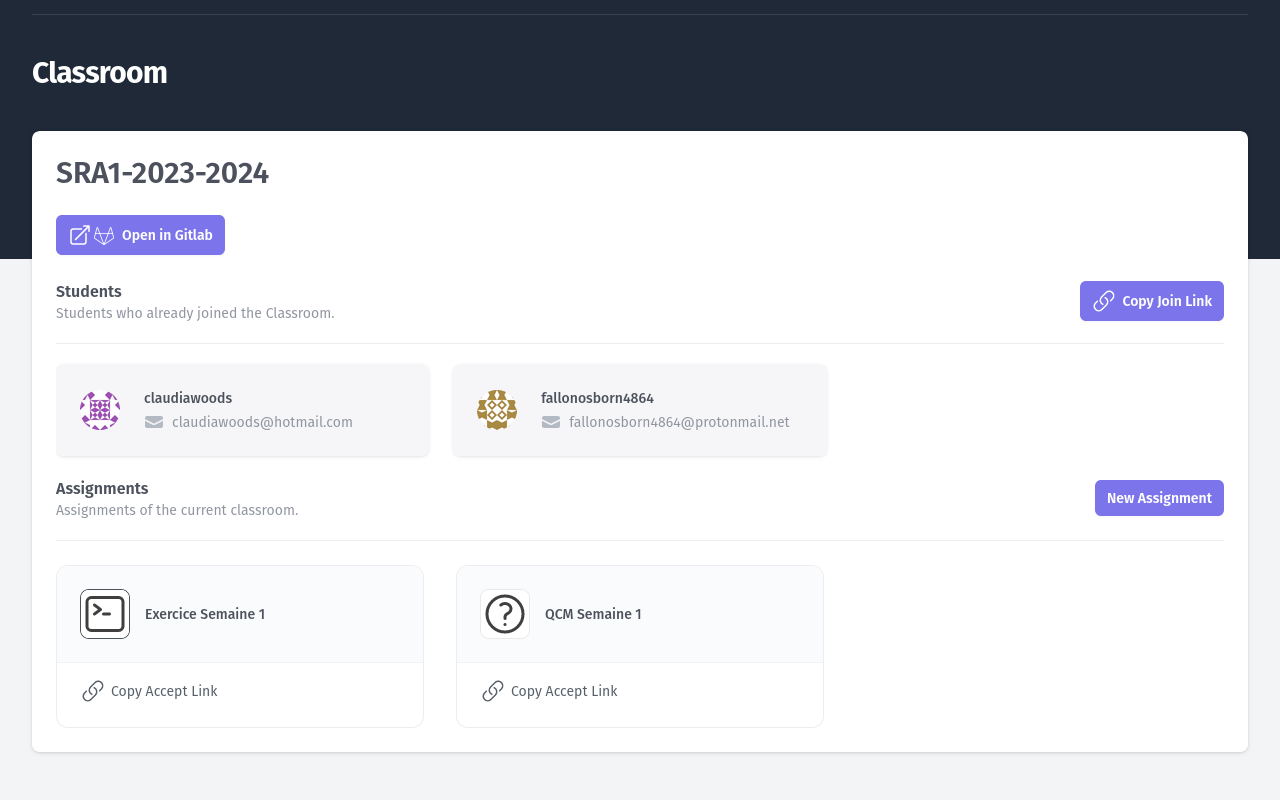 Classroom
SRA1-2023-2024
Open in Gitlab
Students
Students who already joined the Classroom.
Copy Join Link
claudiawoods
claudiawoods@hotmail.com
fallonosborn4864
fallonosborn4864@protonmail.net
Assignments
Assignments of the current classroom.
New Assignment
Exercice Semaine 1
Copy Accept Link
QCM Semaine 1
Copy Accept Link